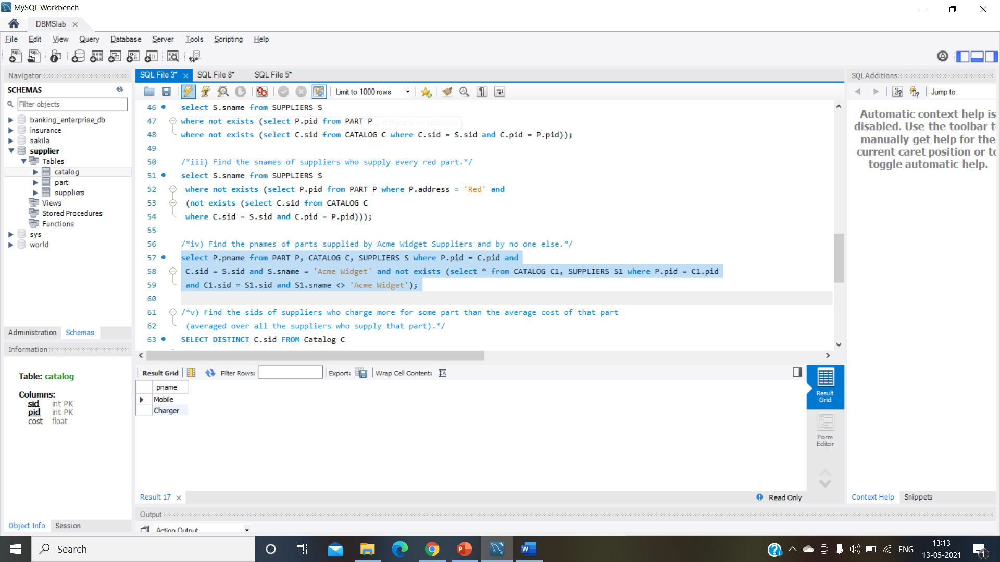 MySQL Workbench
DBMSlab
File Edit View Query Database Server Tools Scripting Help
Navigator
SCHEMAS
Filter objects
banking_enterprise_db
insurance
sakila
supplier
Tables
catalog
part
suppliers
Views
Stored Procedures
Functions
sys
world
Administration Schemas
Information
Table: catalog
Columns:
sid int PK
pid int PK
cost float
Object Info Session
SQL File 3* SQL File 8* SQL File 5*
Limit to 1000 rows
46 select S.sname from SUPPLIERS S
47 where not exists (select P.pid from PART P
48 where not exists (select C.sid from CATALOG C where C.sid = S.sid and C.pid = P.pid));
49
50 /*iii) Find the snames of suppliers who supply every red part.*/
51 select S.sname from SUPPLIERS S
52 where not exists (select P.pid from PART P where P.address = 'Red' and
53 (not exists (select C.sid from CATALOG C
54 where C.sid = S.sid and C.pid = P.pid)));
55
56 /*iv) Find the pnames of parts supplied by Acme Widget Suppliers and by no one else.*/
57 select P.pname from PART P, CATALOG C, SUPPLIERS S where P.pid = C.pid and
58 C.sid = S.sid and S.sname = 'Acme Widget' and not exists (select * from CATALOG C1, SUPPLIERS S1 where P.pid = C1.pid
59 and C1.sid = S1.sid and S1.sname <> 'Acme Widget');
60
61 /*v) Find the sids of suppliers who charge more for some part than the average cost of that part
62 (averaged over all the suppliers who supply that part).*/
63 SELECT DISTINCT C.sid FROM Catalog C
Result Grid Filter Rows: Export: Wrap Cell Content:
pname
Mobile
Charger
Result Grid
Form Editor
Result 17
Read Only
Output
Action Output
SQLAdditions
Jump to
Automatic context help is
disabled. Use the toolbar t
manually get help for the
current caret position or to
toggle automatic help.
Context Help Snippets
Search
ENG
13:13
13-05-2021
1